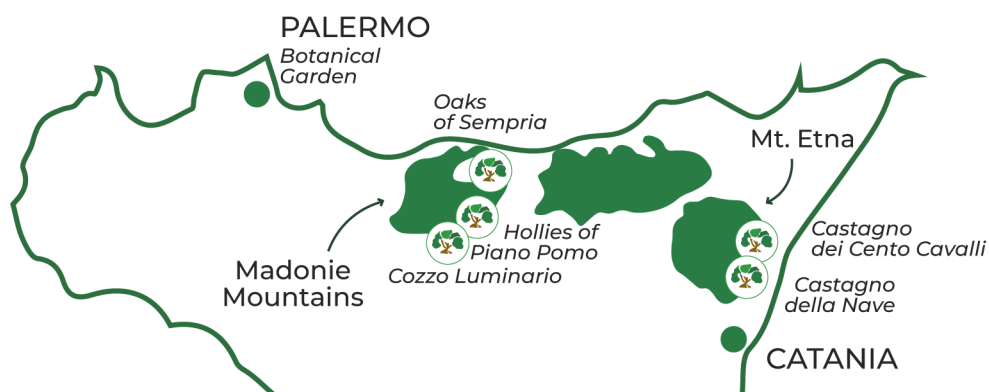 PALERMO
Botanical
Garden
Oaks
of Sempria
Mt. Etna
Hollies of
Piano Pomo
Cozzo Luminario
Madonie
Mountains
Castagno
dei Cento Cavalli
Castagno
della Nave
CATANIA